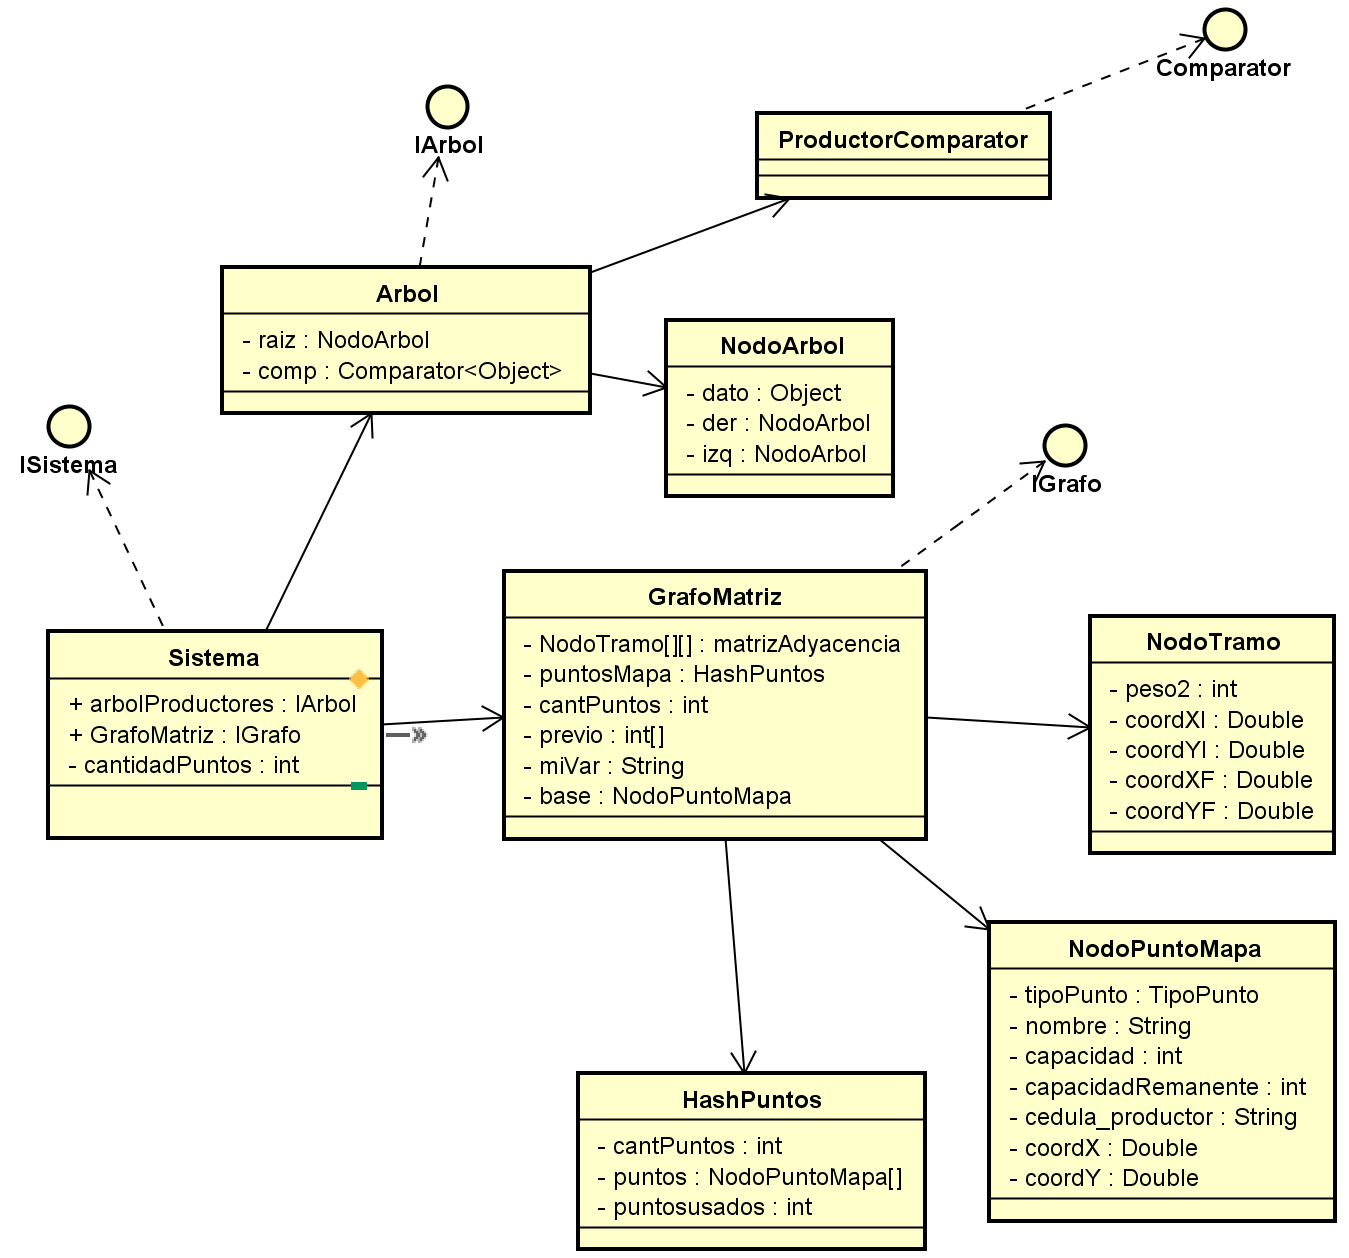 Comparator
IArbol
ProductorComparator
Arbol
- raiz : NodoArbol
- comp : Comparator<Object>
NodoArbol
- dato : Object
- der : NodoArbol
- izq : NodoArbol
ISistema
IGrafo
Sistema
+ arbolProductores : IArbol
+ GrafoMatriz : IGrafo
- cantidadPuntos : int
GrafoMatriz
- NodoTramo[][] : matrizAdyacencia
- puntosMapa : HashPuntos
- cantPuntos : int
- previo : int[]
- miVar : String
- base : NodoPuntoMapa
NodoTramo
- peso2 : int
- coordXI : Double
- coordYI : Double
- coordXF : Double
- coordYF : Double
NodoPuntoMapa
- tipoPunto : TipoPunto
- nombre : String
- capacidad : int
- capacidadRemanente : int
- cedula_productor : String
- coordX : Double
- coordY : Double
HashPuntos
- cantPuntos : int
- puntos : NodoPuntoMapa[]
- puntosusados : int